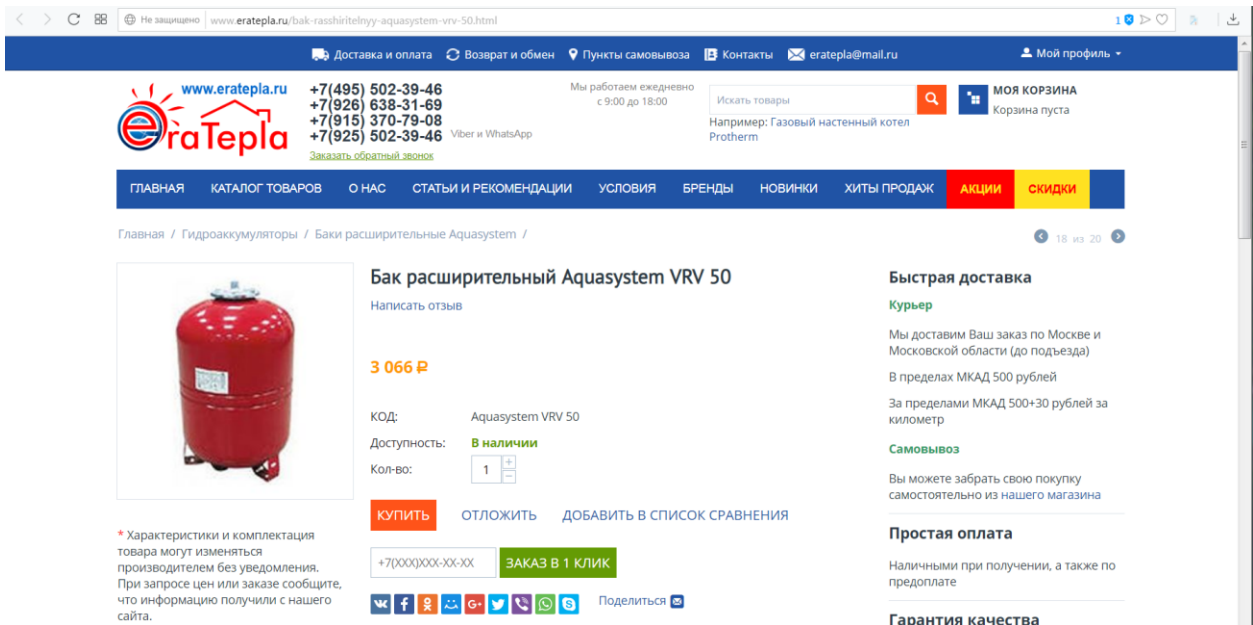 Не защищено
www.eratepla.ru/bak-rasshiritelnyy-aquasystem-vrv-50.html
1
Доставка и оплата
Возврат и обмен
Пункты самовывоза
Контакты
eratepla@mail.ru
Мой профиль
www.eratepla.ru
eraTepla
+7(495) 502-39-46
+7(926) 638-31-69
+7(915) 370-79-08
+7(925) 502-39-46 Viber и WhatsApp
Заказать обратный звонок
Мы работаем ежедневно
с 9:00 до 18:00
Искать товары
Например: Газовый настенный котел
Protherm
МОЯ КОРЗИНА
Корзина пуста
ГЛАВНАЯ
КАТАЛОГ ТОВАРОВ
О НАС
СТАТЬИ И РЕКОМЕНДАЦИИ
УСЛОВИЯ
БРЕНДЫ
НОВИНКИ
ХИТЫ ПРОДАЖ
АКЦИИ
СКИДКИ
Главная / Гидроаккумуляторы / Баки расширительные Aquasystem /
18 из 20
Бак расширительный Aquasystem VRV 50
Написать отзыв
3 066 ₽
КОД: Aquasystem VRV 50
Доступность: В наличии
Кол-во: 1 + −
КУПИТЬ
ОТЛОЖИТЬ
ДОБАВИТЬ В СПИСОК СРАВНЕНИЯ
+7(XXX)XXX-XX-XX
ЗАКАЗ В 1 КЛИК
Поделиться
* Характеристики и комплектация
товара могут изменяться
производителем без уведомления.
При запросе цен или заказе сообщите,
что информацию получили с нашего
сайта.
Быстрая доставка
Курьер
Мы доставим Ваш заказ по Москве и
Московской области (до подъезда)
В пределах МКАД 500 рублей
За пределами МКАД 500+30 рублей за
километр
Самовывоз
Вы можете забрать свою покупку
самостоятельно из нашего магазина
Простая оплата
Наличными при получении, а также по
предоплате
Гарантия качества